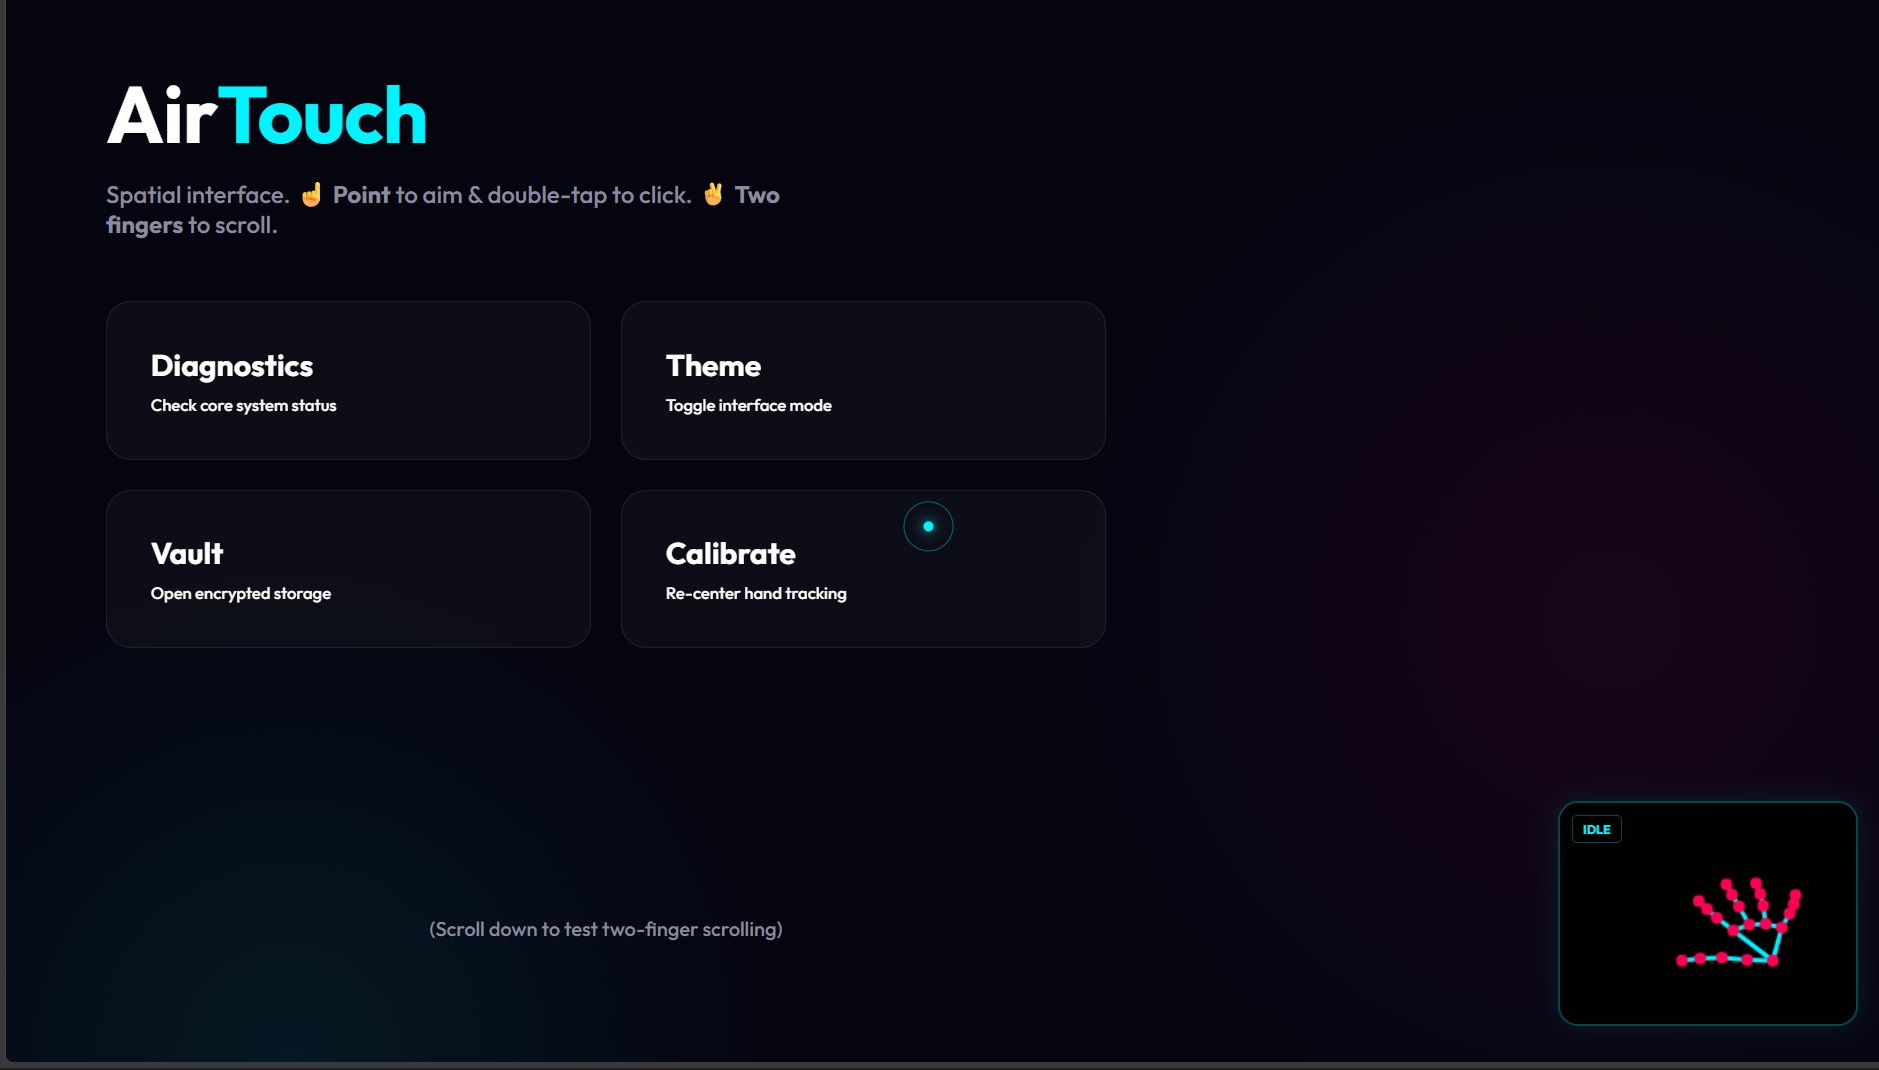 AirTouch
Spatial interface. ☝️ Point to aim & double-tap to click. ✌️ Two
fingers to scroll.
Diagnostics
Check core system status
Theme
Toggle interface mode
Vault
Open encrypted storage
Calibrate
Re-center hand tracking
IDLE
(Scroll down to test two-finger scrolling)